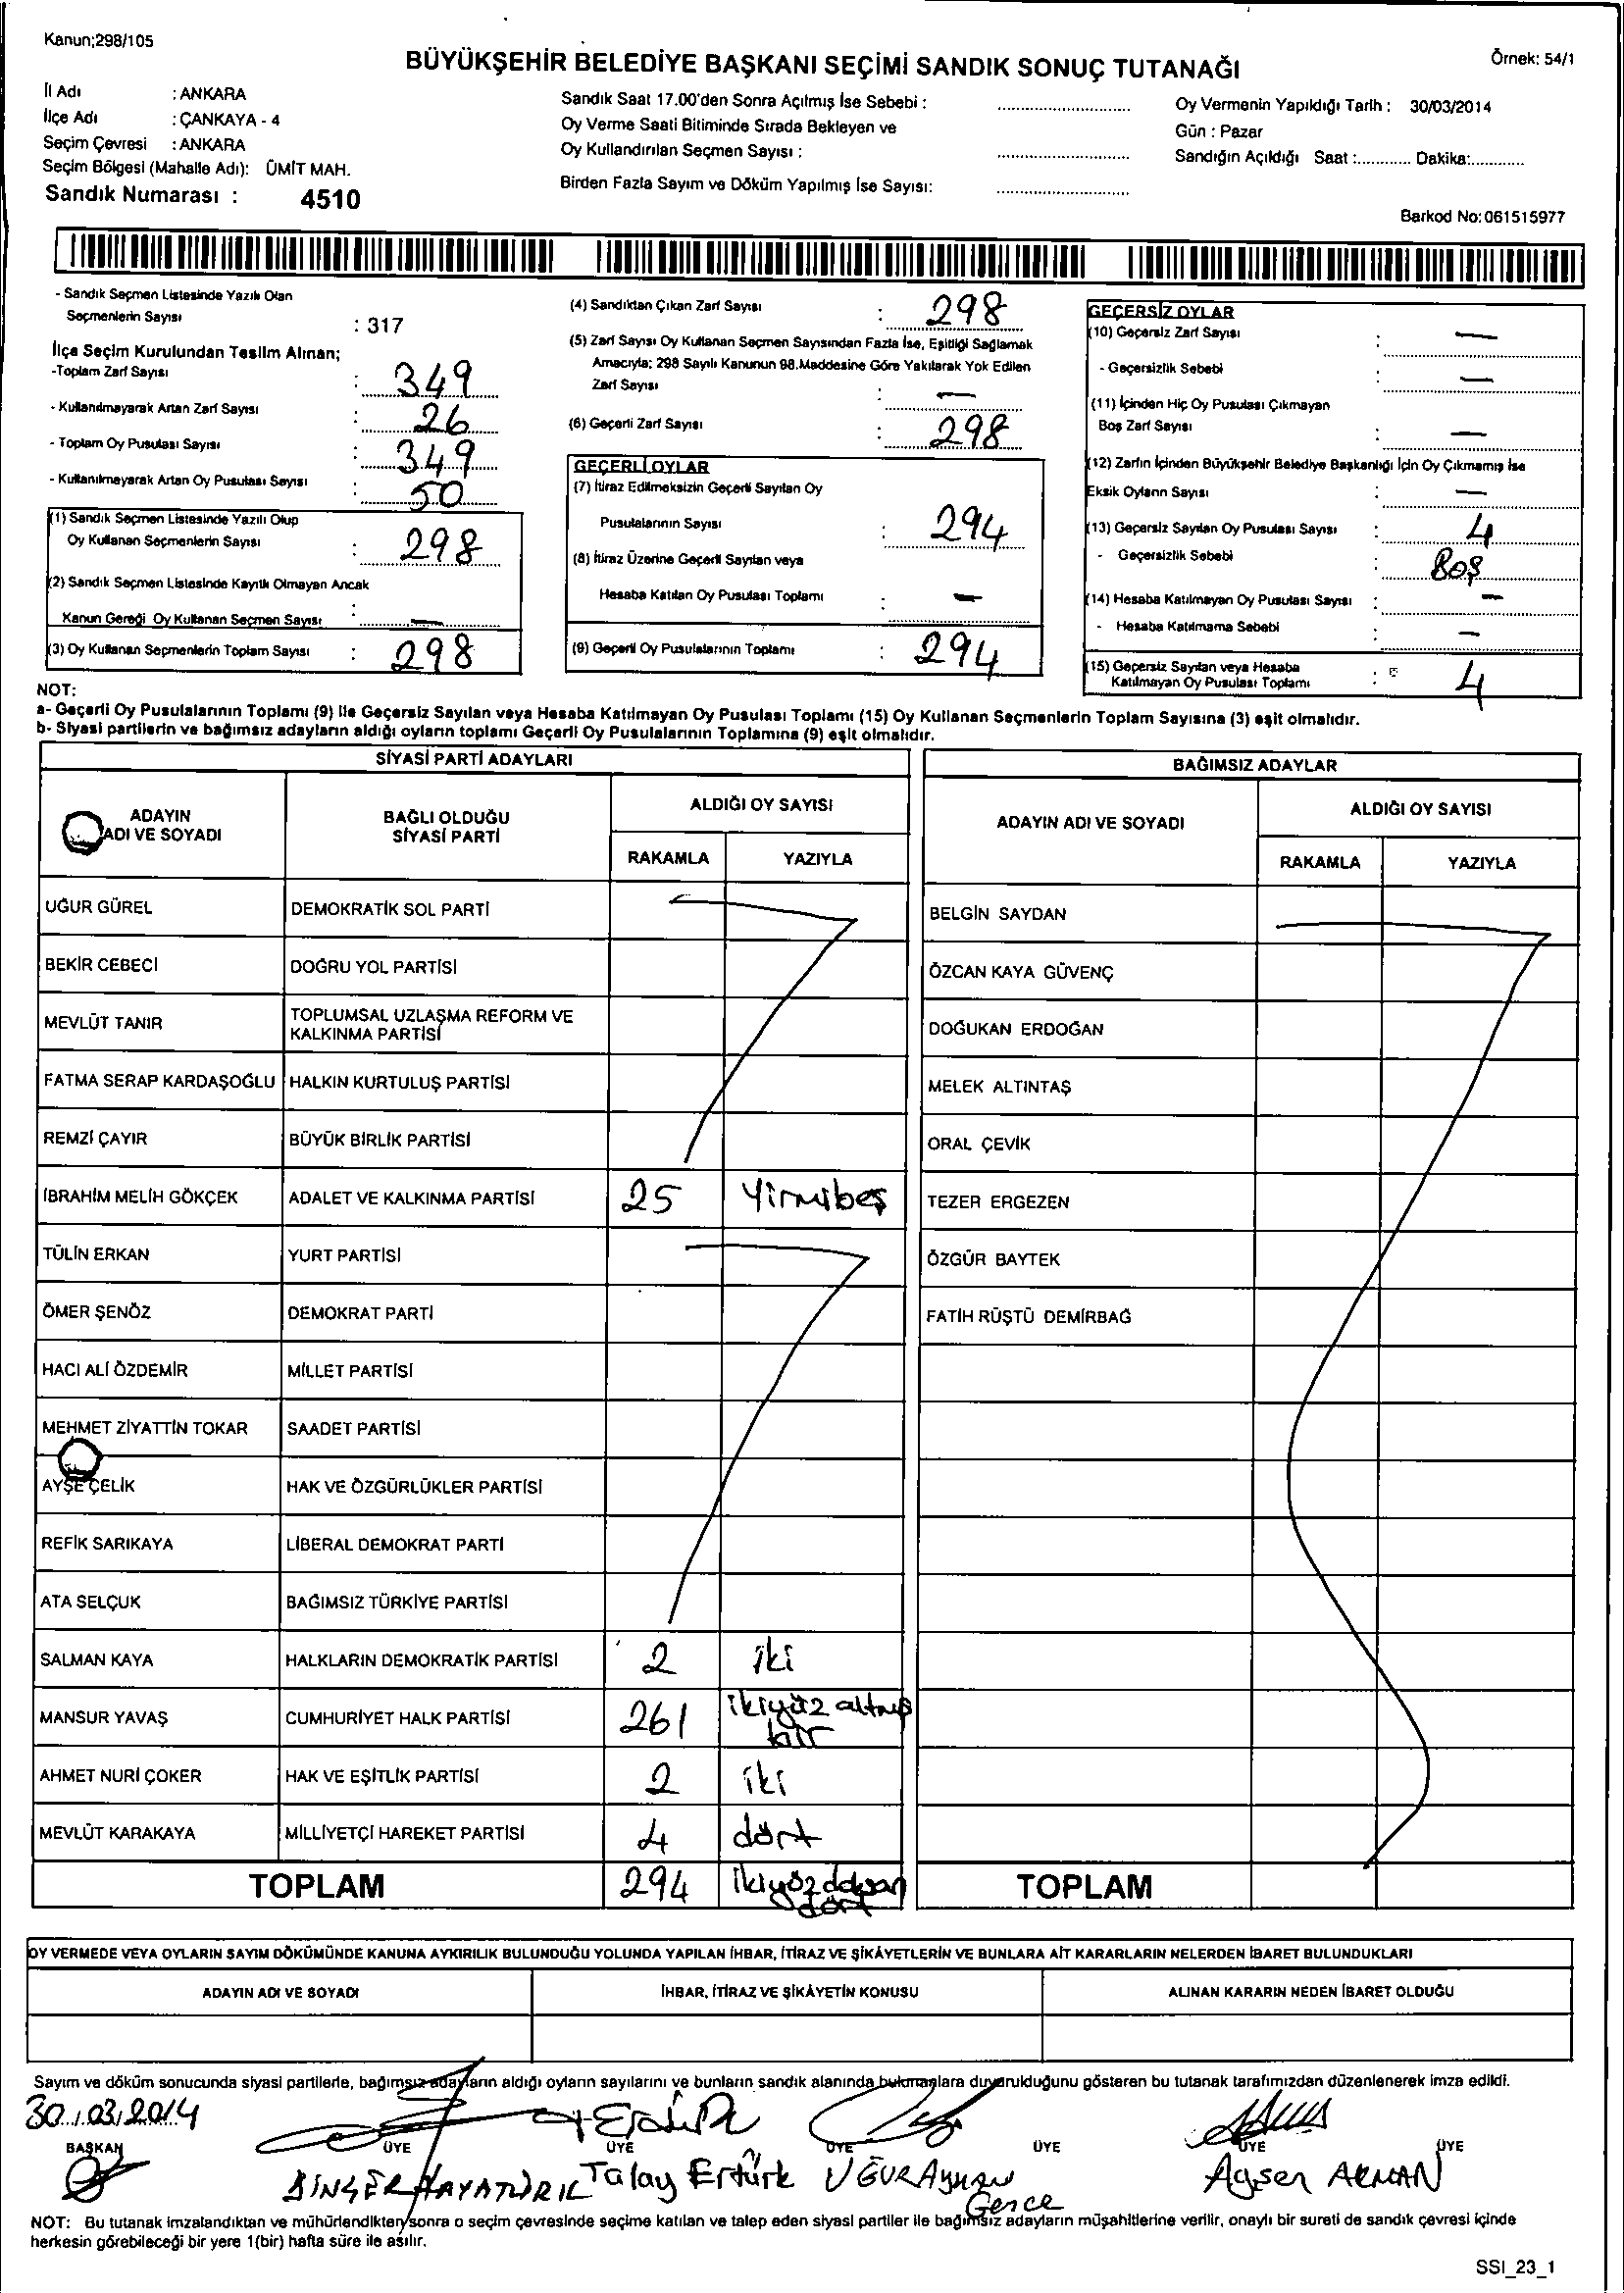 Kanun;298/105
BÜYÜKŞEHİR BELEDİYE BAŞKANI SEÇİMİ SANDIK SONUÇ TUTANAĞI
Örnek: 54/1
İl Adı : ANKARA
İlçe Adı : ÇANKAYA - 4
Seçim Çevresi : ANKARA
Seçim Bölgesi (Mahalle Adı): ÜMİT MAH.
Sandık Numarası : 4510
Sandık Saat 17.00'den Sonra Açılmış İse Sebebi :
Oy Verme Saati Bitiminde Sırada Bekleyen ve
Oy Kullandırılan Seçmen Sayısı :
Birden Fazla Sayım ve Döküm Yapılmış İse Sayısı:
Oy Vermenin Yapıldığı Tarih : 30/03/2014
Gün : Pazar
Sandığın Açıldığı Saat :............ Dakika:............
Barkod No:061515977
- Sandık Seçmen Listesinde Yazılı Olan
Seçmenlerin Sayısı : 317
İlçe Seçim Kurulundan Teslim Alınan;
-Toplam Zarf Sayısı : 349
- Kullanılmayarak Artan Zarf Sayısı : 26
- Toplam Oy Pusulası Sayısı : 349
- Kullanılmayarak Artan Oy Pusulası Sayısı : 50
(1) Sandık Seçmen Listesinde Yazılı Olup
Oy Kullanan Seçmenlerin Sayısı : 298
(2) Sandık Seçmen Listesinde Kayıtlı Olmayan Ancak
Kanun Gereği Oy Kullanan Seçmen Sayısı : —
(3) Oy Kullanan Seçmenlerin Toplam Sayısı : 298
(4) Sandıktan Çıkan Zarf Sayısı : 298
(5) Zarf Sayısı Oy Kullanan Seçmen Sayısından Fazla İse, Eşitliği Sağlamak
Amacıyla; 298 Sayılı Kanunun 98.Maddesine Göre Yakılarak Yok Edilen
Zarf Sayısı : —
(6) Geçerli Zarf Sayısı : 298
GEÇERLİ OYLAR
(7) İtiraz Edilmeksizin Geçerli Sayılan Oy
Pusulalarının Sayısı : 294
(8) İtiraz Üzerine Geçerli Sayılan veya
Hesaba Katılan Oy Pusulası Toplamı : —
(9) Geçerli Oy Pusulalarının Toplamı : 294
GEÇERSİZ OYLAR
(10) Geçersiz Zarf Sayısı : —
- Geçersizlik Sebebi : —
(11) İçinden Hiç Oy Pusulası Çıkmayan
Boş Zarf Sayısı : —
(12) Zarfın İçinden Büyükşehir Belediye Başkanlığı İçin Oy Çıkmamış İse
Eksik Oyların Sayısı : —
(13) Geçersiz Sayılan Oy Pusulası Sayısı : 4
- Geçersizlik Sebebi : BOŞ
(14) Hesaba Katılmayan Oy Pusulası Sayısı : —
- Hesaba Katılmama Sebebi : —
(15) Geçersiz Sayılan veya Hesaba
Katılmayan Oy Pusulası Toplamı : 4
NOT:
a- Geçerli Oy Pusulalarının Toplamı (9) ile Geçersiz Sayılan veya Hesaba Katılmayan Oy Pusulası Toplamı (15) Oy Kullanan Seçmenlerin Toplam Sayısına (3) eşit olmalıdır.
b- Siyasi partilerin ve bağımsız adayların aldığı oyların toplamı Geçerli Oy Pusulalarının Toplamına (9) eşit olmalıdır.
SİYASİ PARTİ ADAYLARI
ADAYIN
ADI VE SOYADI
BAĞLI OLDUĞU
SİYASİ PARTİ
ALDIĞI OY SAYISI
RAKAMLA YAZIYLA
UĞUR GÜREL DEMOKRATİK SOL PARTİ
BEKİR CEBECİ DOĞRU YOL PARTİSİ
MEVLÜT TANIR TOPLUMSAL UZLAŞMA REFORM VE
KALKINMA PARTİSİ
FATMA SERAP KARDAŞOĞLU HALKIN KURTULUŞ PARTİSİ
REMZİ ÇAYIR BÜYÜK BİRLİK PARTİSİ
İBRAHİM MELİH GÖKÇEK ADALET VE KALKINMA PARTİSİ 25 Yirmibeş
TÜLİN ERKAN YURT PARTİSİ
ÖMER ŞENÖZ DEMOKRAT PARTİ
HACI ALİ ÖZDEMİR MİLLET PARTİSİ
MEHMET ZİYATTİN TOKAR SAADET PARTİSİ
AYŞE ÇELİK HAK VE ÖZGÜRLÜKLER PARTİSİ
REFİK SARIKAYA LİBERAL DEMOKRAT PARTİ
ATA SELÇUK BAĞIMSIZ TÜRKİYE PARTİSİ
SALMAN KAYA HALKLARIN DEMOKRATİK PARTİSİ 2 iki
MANSUR YAVAŞ CUMHURİYET HALK PARTİSİ 261 ikiyüz altmış
bir
AHMET NURİ ÇOKER HAK VE EŞİTLİK PARTİSİ 2 iki
MEVLÜT KARAKAYA MİLLİYETÇİ HAREKET PARTİSİ 4 dört
TOPLAM 294 ikiyüz doksan
dört
BAĞIMSIZ ADAYLAR
ADAYIN ADI VE SOYADI
ALDIĞI OY SAYISI
RAKAMLA YAZIYLA
BELGİN SAYDAN
ÖZCAN KAYA GÜVENÇ
DOĞUKAN ERDOĞAN
MELEK ALTINTAŞ
ORAL ÇEVİK
TEZER ERGEZEN
ÖZGÜR BAYTEK
FATİH RÜŞTÜ DEMİRBAĞ
TOPLAM
OY VERMEDE VEYA OYLARIN SAYIM DÖKÜMÜNDE KANUNA AYKIRILIK BULUNDUĞU YOLUNDA YAPILAN İHBAR, İTİRAZ VE ŞİKÂYETLERİN VE BUNLARA AİT KARARLARIN NELERDEN İBARET BULUNDUKLARI
ADAYIN ADI VE SOYADI İHBAR, İTİRAZ VE ŞİKÂYETİN KONUSU ALINAN KARARIN NEDEN İBARET OLDUĞU
Sayım ve döküm sonucunda siyasi partilerle, bağımsız adayların aldığı oyların sayılarını ve bunların sandık alanında bulunanlara duyurulduğunu gösteren bu tutanak tarafımızdan düzenlenerek imza edildi.
30.03.2014
BAŞKAN ÜYE ÜYE ÜYE ÜYE ÜYE ÜYE
Talay Ertürk UĞUR Ayhan Ayşen
Gerce
NOT: Bu tutanak imzalandıktan ve mühürlendikten sonra o seçim çevresinde seçime katılan ve talep eden siyasi partiler ile bağımsız adayların müşahitlerine verilir, onaylı bir sureti de sandık çevresi içinde
herkesin görebileceği bir yere 1(bir) hafta süre ile asılır.
SSI_23_1